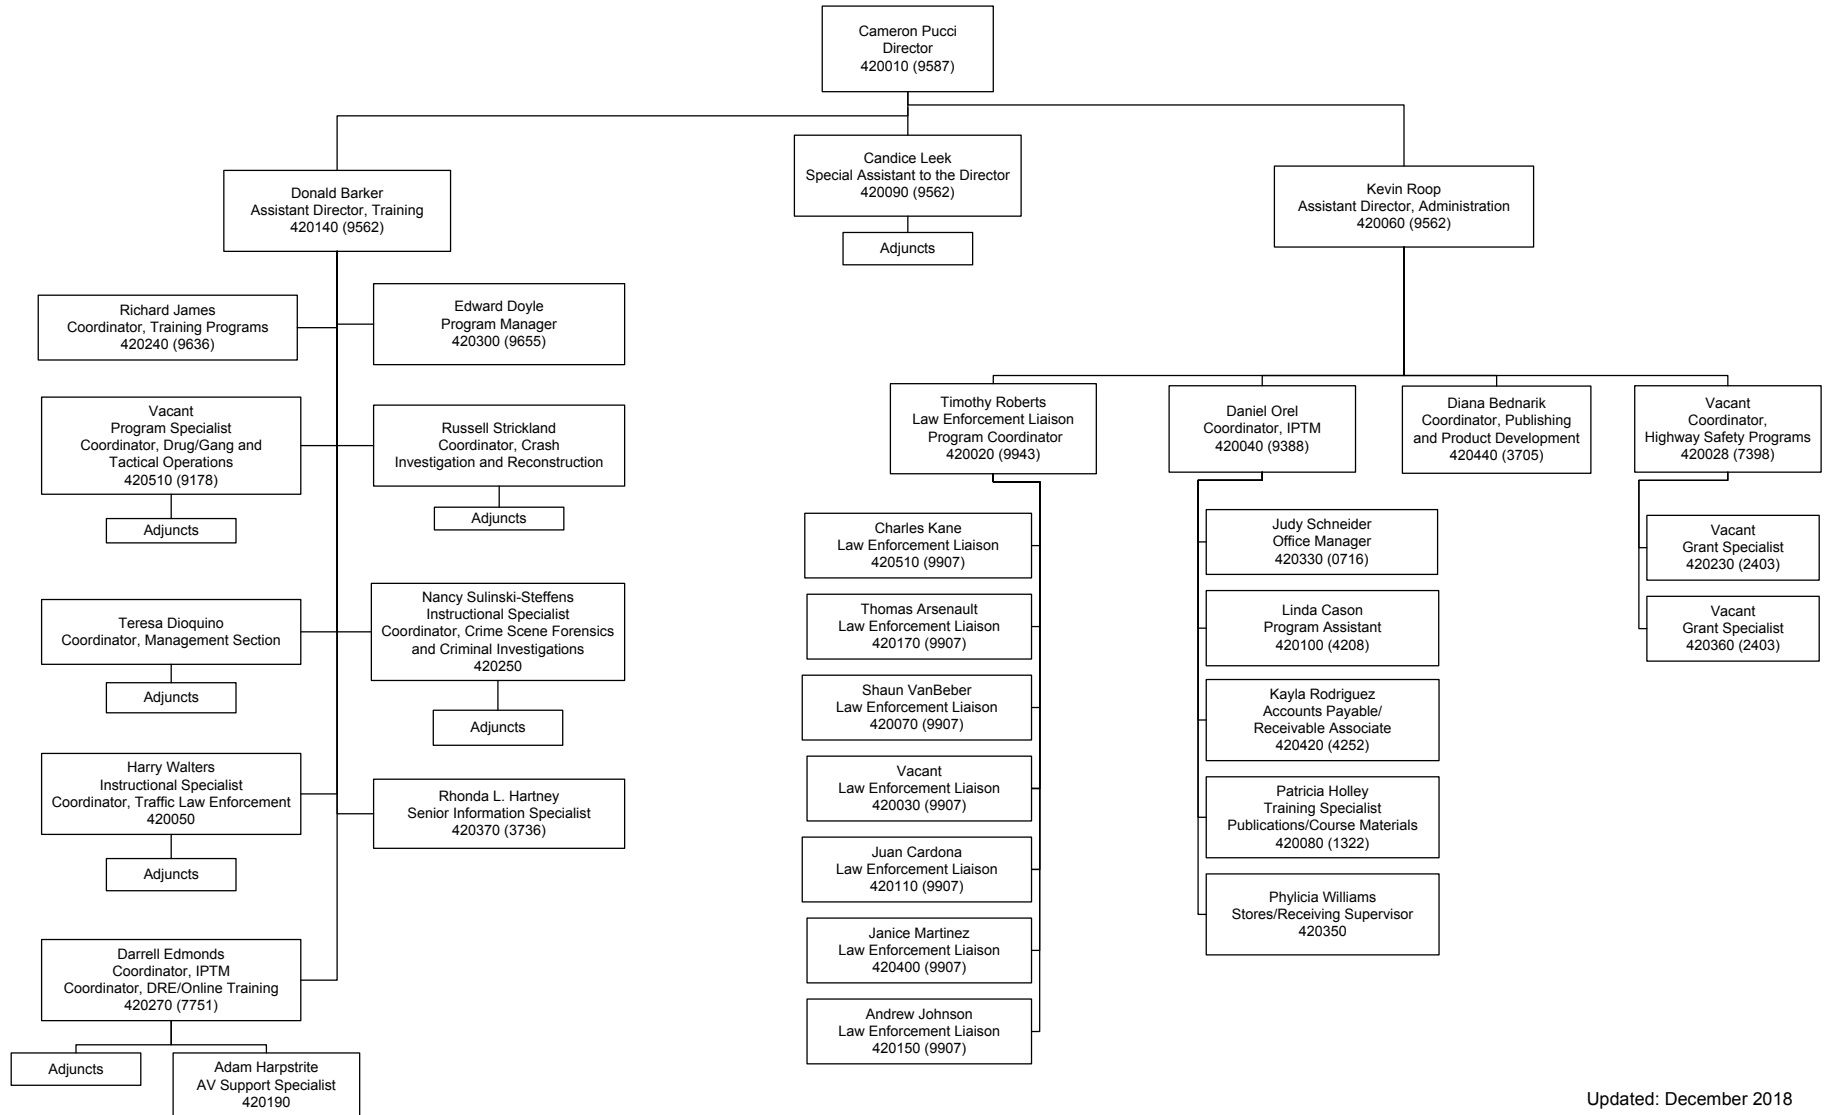 Cameron Pucci
Director
420010 (9587)
Candice Leek
Special Assistant to the Director
420090 (9562)
Adjuncts
Donald Barker
Assistant Director, Training
420140 (9562)
Richard James
Coordinator, Training Programs
420240 (9636)
Edward Doyle
Program Manager
420300 (9655)
Vacant
Program Specialist
Coordinator, Drug/Gang and
Tactical Operations
420510 (9178)
Adjuncts
Russell Strickland
Coordinator, Crash
Investigation and Reconstruction
Adjuncts
Teresa Dioquino
Coordinator, Management Section
Adjuncts
Nancy Sulinski-Steffens
Instructional Specialist
Coordinator, Crime Scene Forensics
and Criminal Investigations
420250
Adjuncts
Harry Walters
Instructional Specialist
Coordinator, Traffic Law Enforcement
420050
Adjuncts
Rhonda L. Hartney
Senior Information Specialist
420370 (3736)
Darrell Edmonds
Coordinator, IPTM
Coordinator, DRE/Online Training
420270 (7751)
Adjuncts
Adam Harpstrite
AV Support Specialist
420190
Kevin Roop
Assistant Director, Administration
420060 (9562)
Timothy Roberts
Law Enforcement Liaison
Program Coordinator
420020 (9943)
Charles Kane
Law Enforcement Liaison
420510 (9907)
Thomas Arsenault
Law Enforcement Liaison
420170 (9907)
Shaun VanBeber
Law Enforcement Liaison
420070 (9907)
Vacant
Law Enforcement Liaison
420030 (9907)
Juan Cardona
Law Enforcement Liaison
420110 (9907)
Janice Martinez
Law Enforcement Liaison
420400 (9907)
Andrew Johnson
Law Enforcement Liaison
420150 (9907)
Daniel Orel
Coordinator, IPTM
420040 (9388)
Judy Schneider
Office Manager
420330 (0716)
Linda Cason
Program Assistant
420100 (4208)
Kayla Rodriguez
Accounts Payable/
Receivable Associate
420420 (4252)
Patricia Holley
Training Specialist
Publications/Course Materials
420080 (1322)
Phylicia Williams
Stores/Receiving Supervisor
420350
Diana Bednarik
Coordinator, Publishing
and Product Development
420440 (3705)
Vacant
Coordinator,
Highway Safety Programs
420028 (7398)
Vacant
Grant Specialist
420230 (2403)
Vacant
Grant Specialist
420360 (2403)
Updated: December 2018